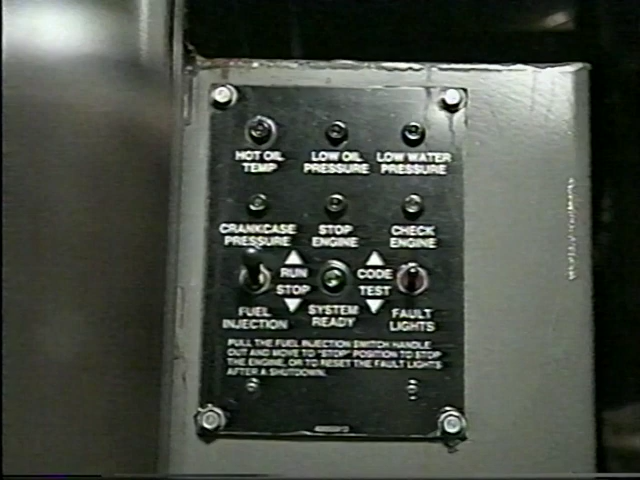 HOT OIL TEMP
LOW OIL PRESSURE
LOW WATER PRESSURE
CRANKCASE PRESSURE
STOP ENGINE
CHECK ENGINE
RUN
STOP
CODE
TEST
FUEL INJECTION
SYSTEM READY
FAULT LIGHTS
PULL THE FUEL INJECTION SWITCH HANDLE
OUT AND MOVE TO "STOP" POSITION TO STOP
THE ENGINE, OR TO RESET THE FAULT LIGHTS
AFTER A SHUTDOWN.